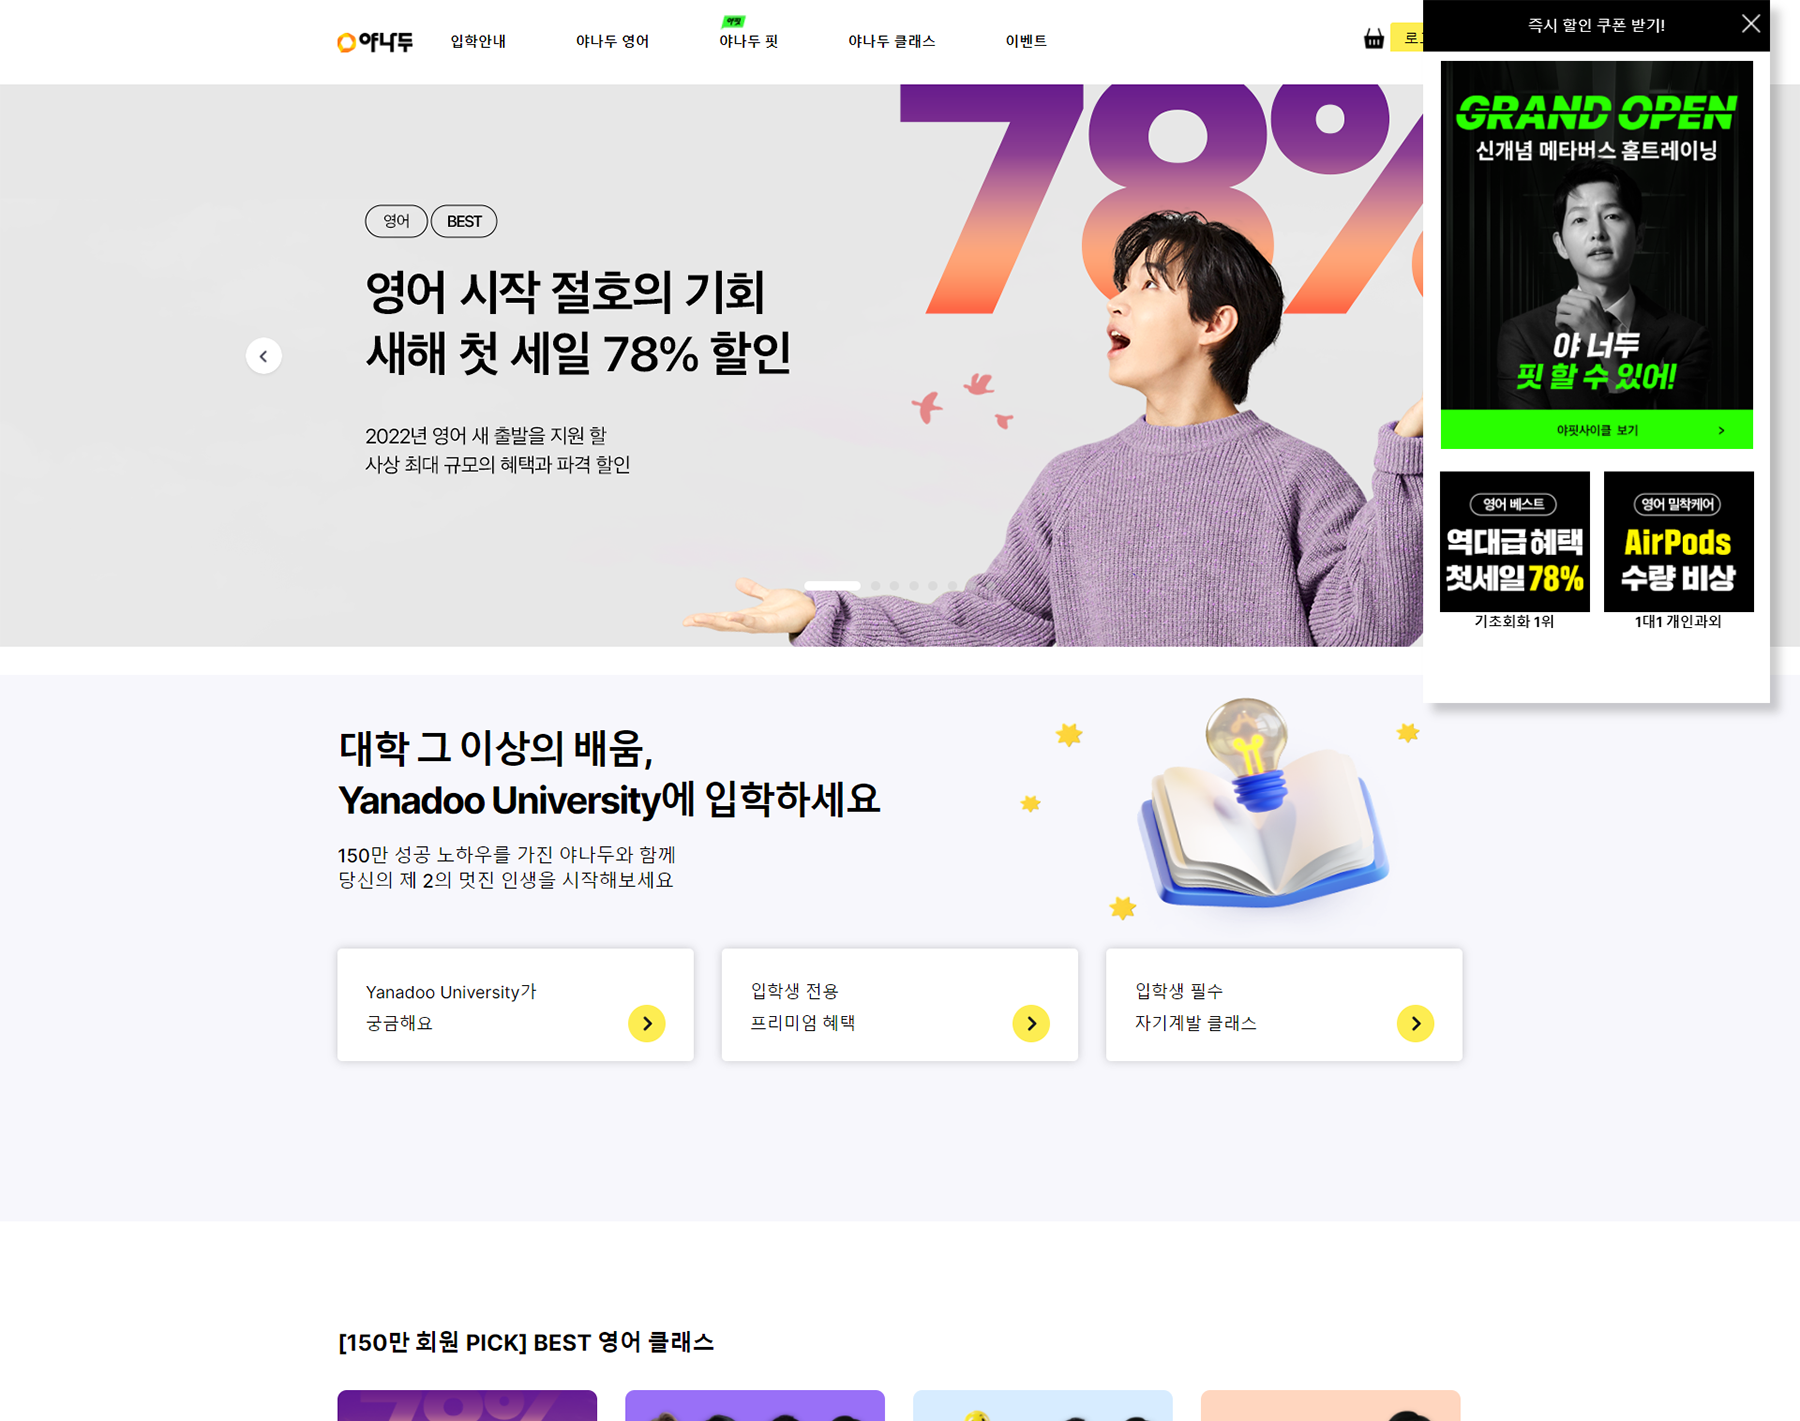 야나두
입학안내
야나두 영어
야핏
야나두 핏
야나두 클래스
이벤트
즉시 할인 쿠폰 받기!
78%
영어
BEST
영어 시작 절호의 기회
새해 첫 세일 78% 할인
2022년 영어 새 출발을 지원 할
사상 최대 규모의 혜택과 파격 할인
GRAND OPEN
신개념 메타버스 홈트레이닝
야 너두
핏 할 수 있어!
야핏사이클 보기
영어 베스트
역대급 혜택
첫세일 78%
기초회화 1위
영어 밀착케어
AirPods
수량 비상
1대1 개인과외
대학 그 이상의 배움,
Yanadoo University에 입학하세요
150만 성공 노하우를 가진 야나두와 함께
당신의 제 2의 멋진 인생을 시작해보세요
Yanadoo University가
궁금해요
입학생 전용
프리미엄 혜택
입학생 필수
자기계발 클래스
[150만 회원 PICK] BEST 영어 클래스
78%